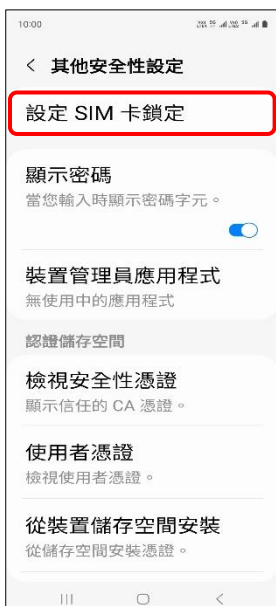 10:00
< 其他安全性設定
設定 SIM 卡鎖定
顯示密碼
當您輸入時顯示密碼字元。
裝置管理員應用程式
無使用中的應用程式
認證儲存空間
檢視安全性憑證
顯示信任的 CA 憑證。
使用者憑證
檢視使用者憑證。
從裝置儲存空間安裝
從儲存空間安裝憑證。